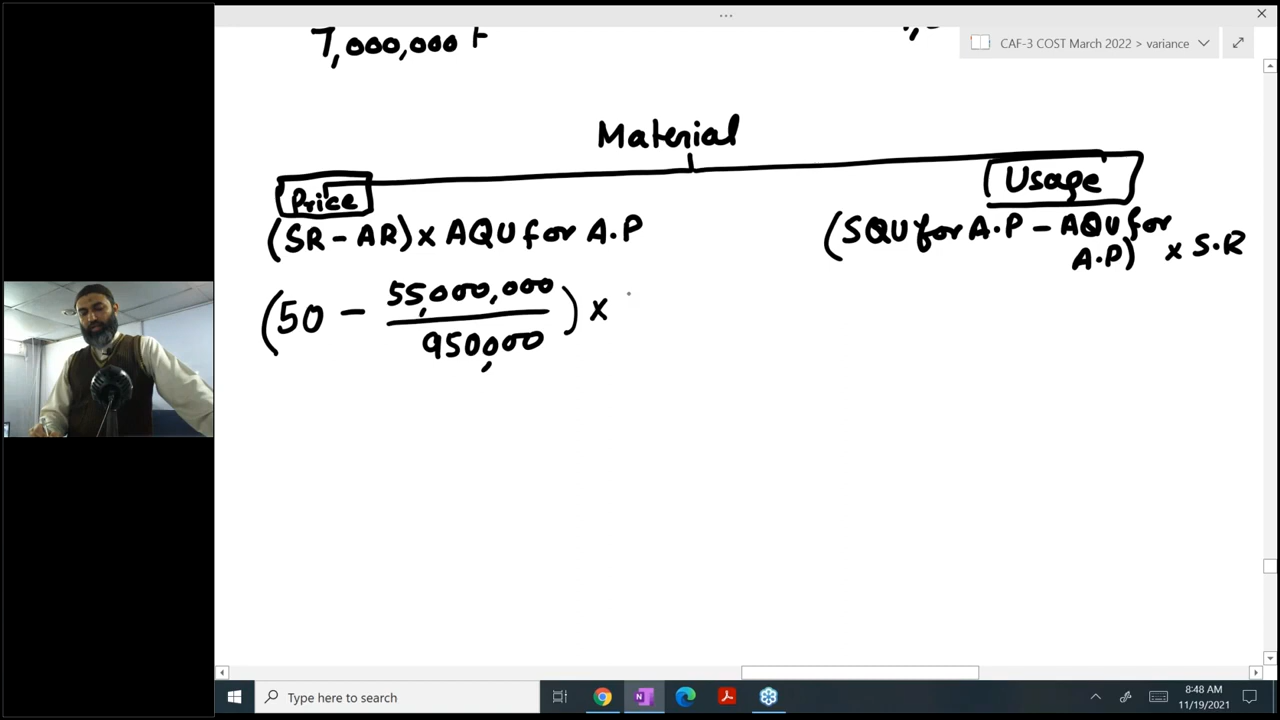 ...
7,000,000 F
CAF-3 COST March 2022 > variance
Material
Price
Usage
(SR - AR) x AQU for A.P
(SQU for A.P - AQU for
A.P) x S.R
(50 - 55,000,000
950,000 ) x
Type here to search
8:48 AM
11/19/2021